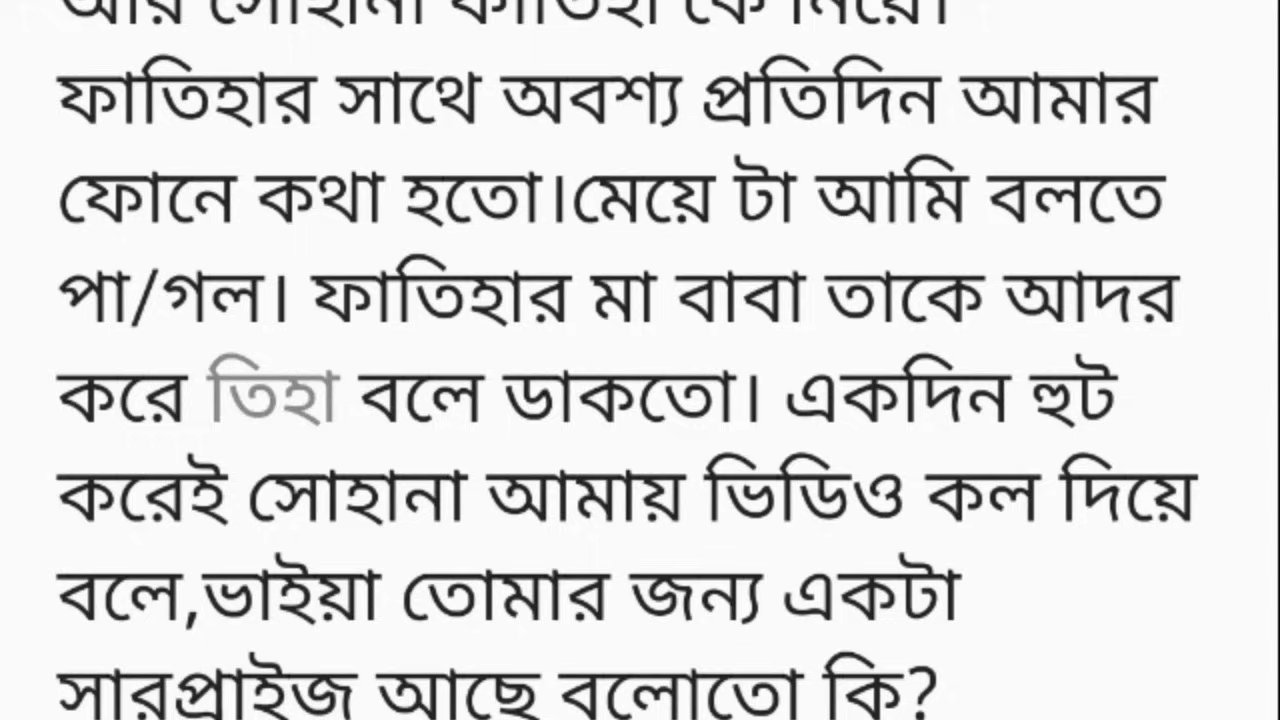 আর সোহানা ফাতিহা কে নিয়ে।
ফাতিহার সাথে অবশ্য প্রতিদিন আমার
ফোনে কথা হতো।মেয়ে টা আমি বলতে
পা/গল। ফাতিহার মা বাবা তাকে আদর
করে তিহা বলে ডাকতো। একদিন হুট
করেই সোহানা আমায় ভিডিও কল দিয়ে
বলে,ভাইয়া তোমার জন্য একটা
সারপ্রাইজ আছে বলোতো কি?